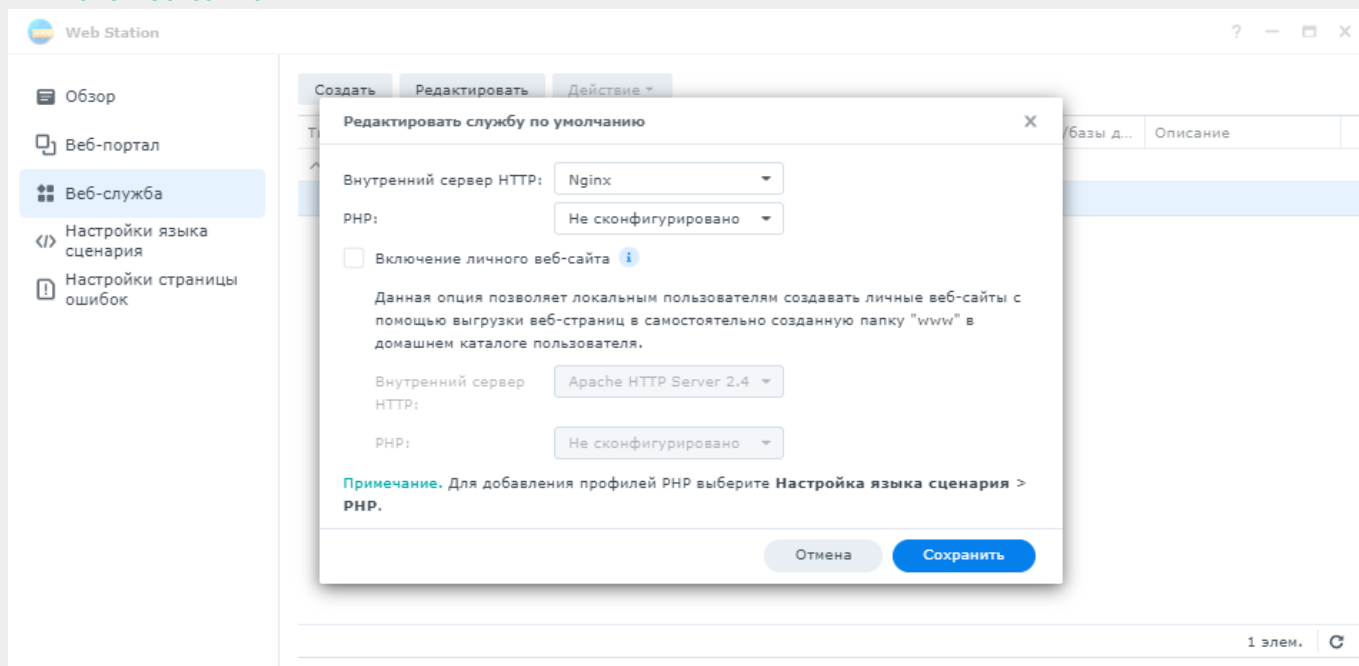 Web Station
Обзор
Веб-портал
Веб-служба
Настройки языка
сценария
Настройки страницы
ошибок
Создать Редактировать Действие
/базы д... Описание
Редактировать службу по умолчанию
Внутренний сервер HTTP: Nginx
PHP: Не сконфигурировано
Включение личного веб-сайта
Данная опция позволяет локальным пользователям создавать личные веб-сайты с
помощью выгрузки веб-страниц в самостоятельно созданную папку "www" в
домашнем каталоге пользователя.
Внутренний сервер Apache HTTP Server 2.4
HTTP:
PHP: Не сконфигурировано
Примечание. Для добавления профилей PHP выберите Настройка языка сценария >
PHP.
Отмена Сохранить
1 элем.